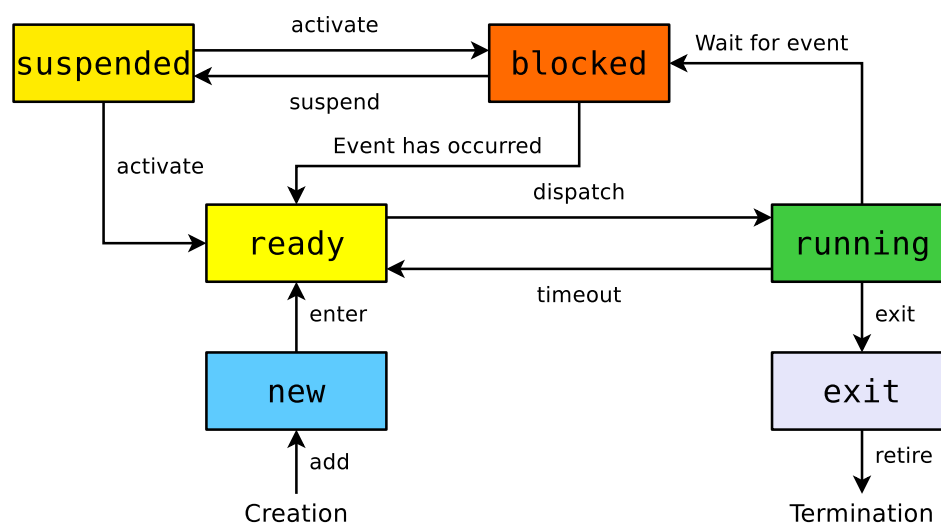 activate
suspended
blocked
Wait for event
suspend
Event has occurred
activate
dispatch
ready
running
timeout
enter
exit
new
exit
add
retire
Creation
Termination